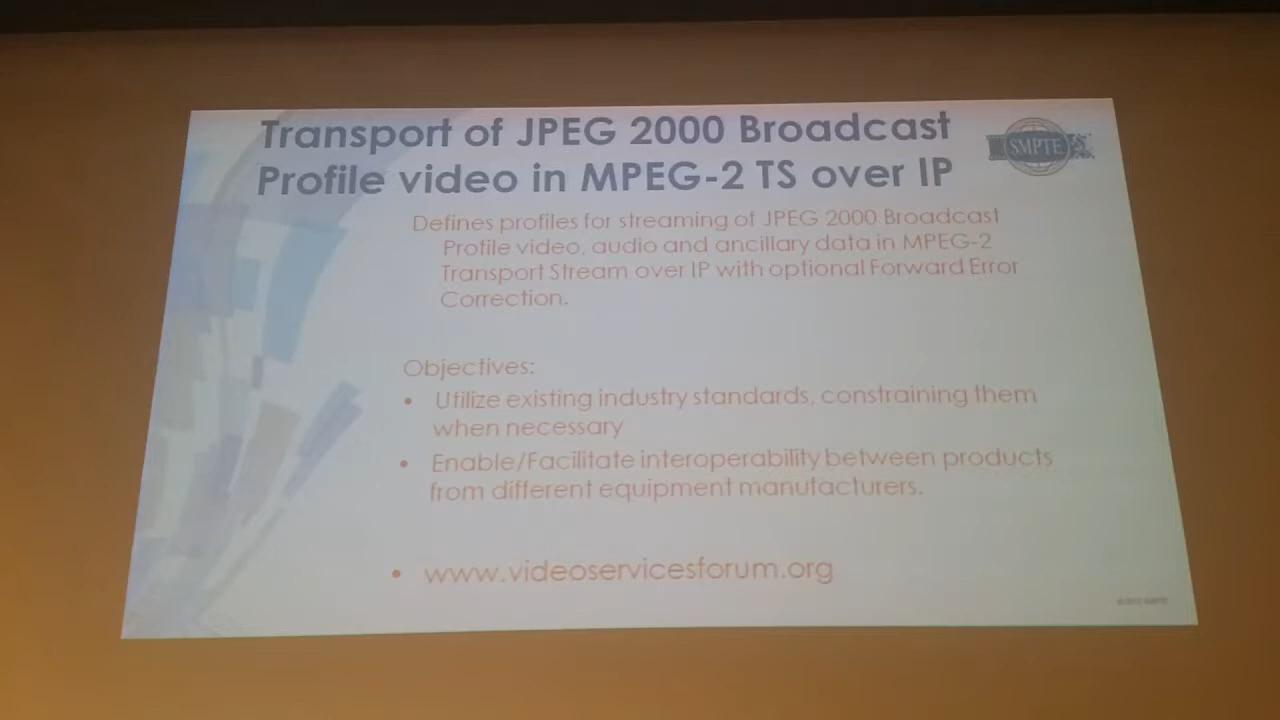 Transport of JPEG 2000 Broadcast
Profile video in MPEG-2 TS over IP
SMPTE
Defines profiles for streaming of JPEG 2000 Broadcast
Profile video, audio and ancillary data in MPEG-2
Transport Stream over IP with optional Forward Error
Correction.
Objectives:
• Utilize existing industry standards, constraining them
when necessary
• Enable/Facilitate interoperability between products
from different equipment manufacturers.
• www.videoservicesforum.org